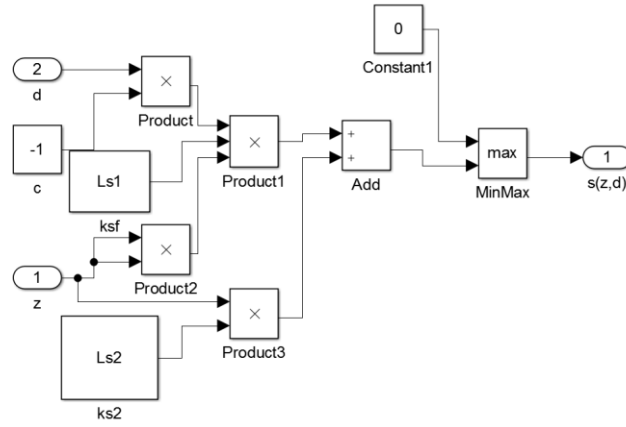 0
Constant1
2
d
×
Product
-1
c
Ls1
ksf
×
Product1
+
+
Add
max
MinMax
1
s(z,d)
1
z
×
Product2
×
Product3
Ls2
ks2